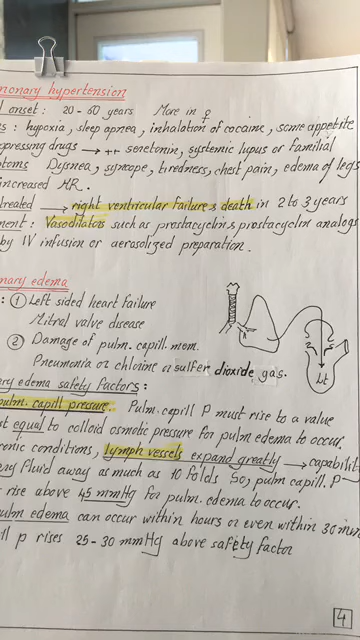 monary hypertension
onset: 20-60 years More in ♀
s: hypoxia, sleep apnea, inhalation of cocaine, some appetite
pressing drugs → ++ serotonin, systemic lupus or familial
toms Dysnea, syncope, tiredness, chest pain, edema of legs
increased HR.
treated → right ventricular failure & death in 2 to 3 years
ment: Vasodilators such as prostacyclin & prostacyclin analogs
by IV infusion or aerosolized preparation.
nary edema
: ① Left sided heart failure
Mitral valve disease
② Damage of pulm. capill. mem.
Pneumonia or chlorine or sulfer dioxide gas.
ary edema safety Factors:
pulm. capill pressure. Pulm. capill P must rise to a value
st equal to colloid osmotic pressure for pulm edema to occur.
ronic conditions, lymph vessels expand greatly → capability
ry fluid away as much as 10 folds So, pulm capill. P
rise above 45 mmHg for pulm. edema to occur.
pulm edema can occur within hours or even within 30 min
ll p rises 25-30 mmHg above safety factor
4